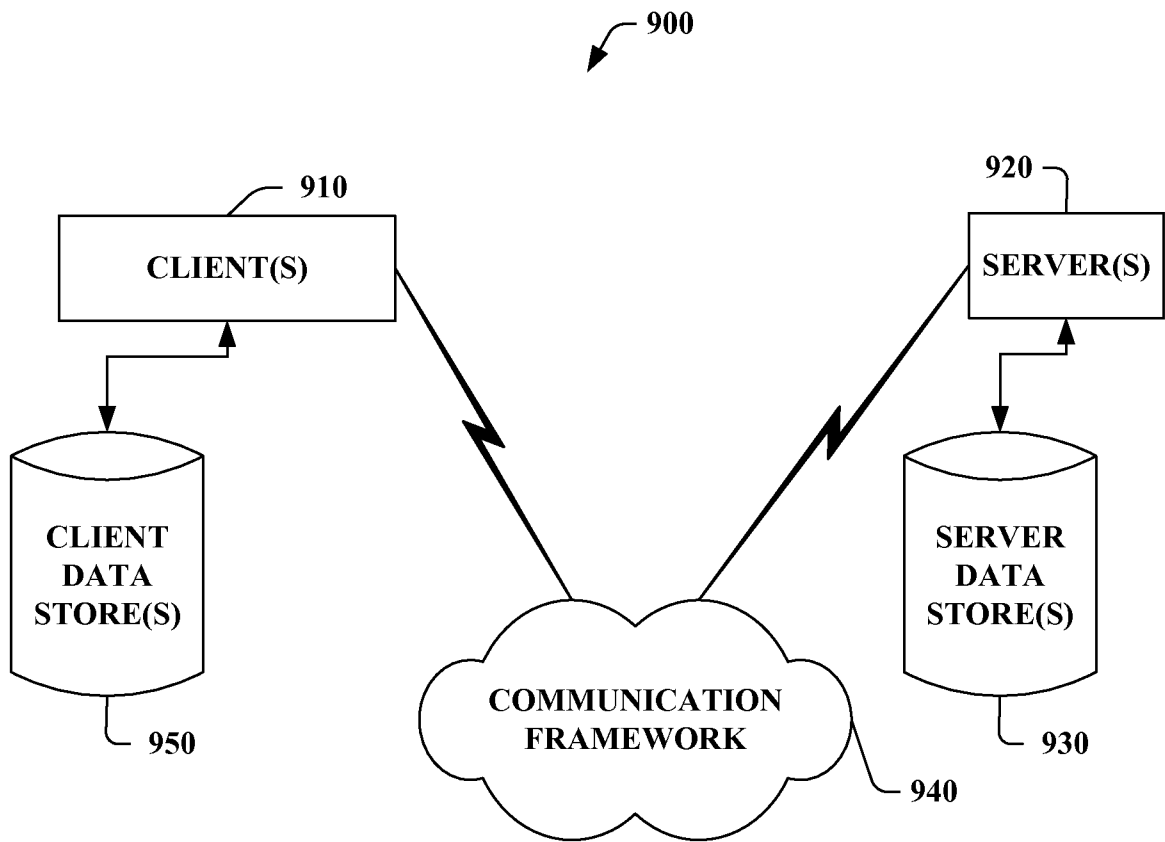 900
910
920
CLIENT(S)
SERVER(S)
CLIENT
DATA
STORE(S)
SERVER
DATA
STORE(S)
COMMUNICATION
FRAMEWORK
950
930
940